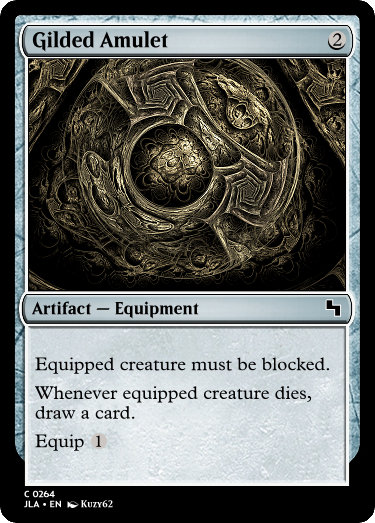 Gilded Amulet 2
Artifact — Equipment
Equipped creature must be blocked.
Whenever equipped creature dies,
draw a card.
Equip 1
C 0264
JLA • EN Kuzy62